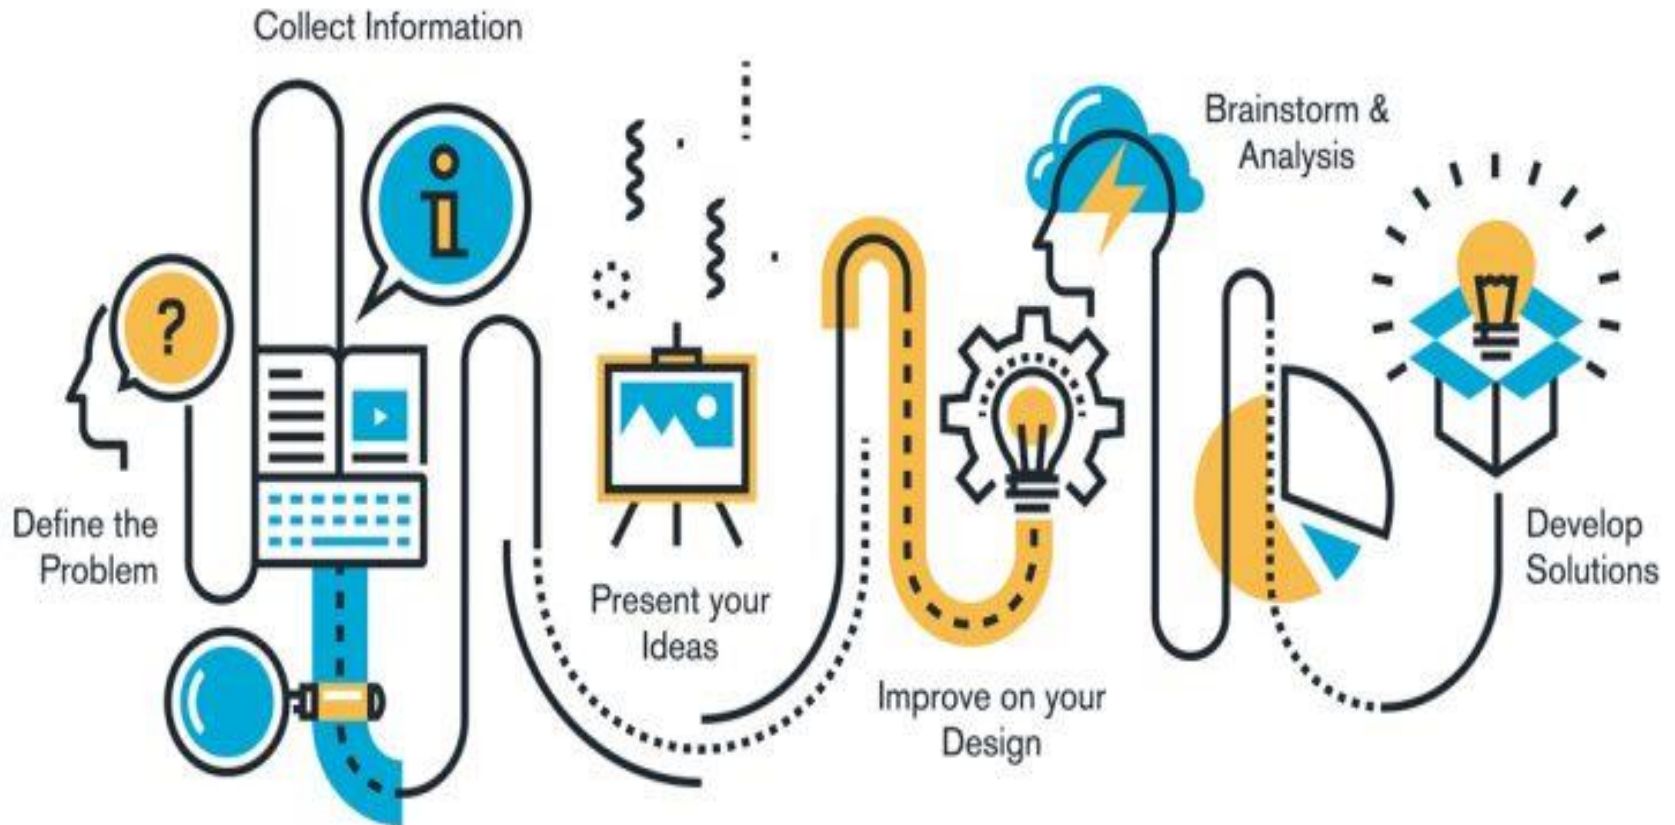 Collect Information
?
i
Define the
Problem
Present your
Ideas
Improve on your
Design
Brainstorm &
Analysis
Develop
Solutions